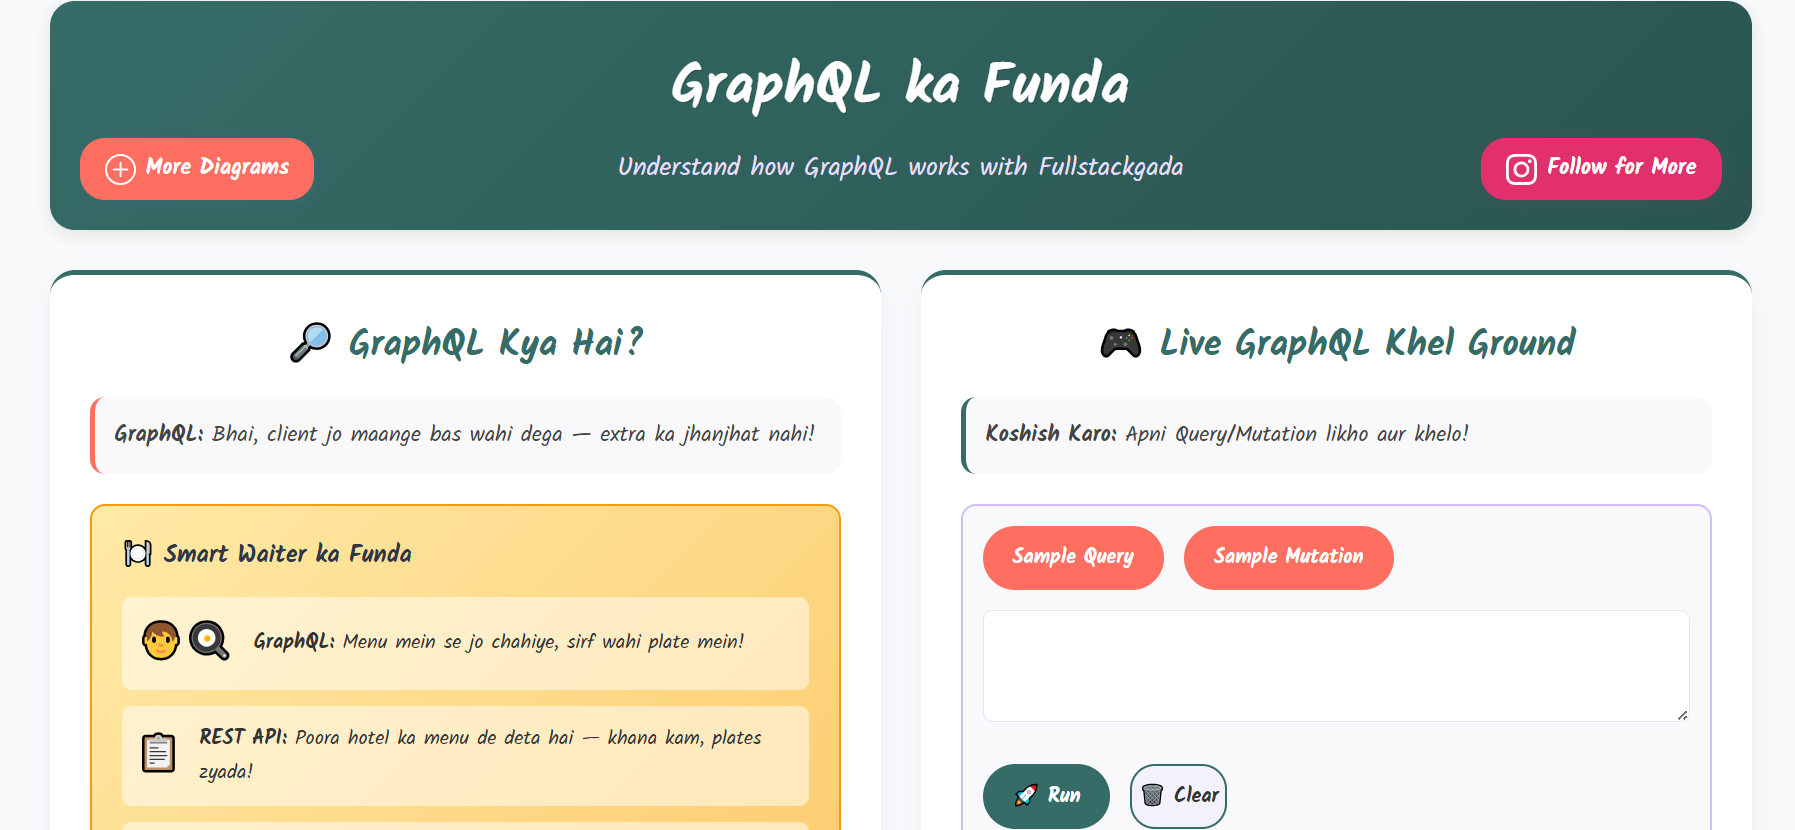 GraphQL ka Funda
More Diagrams
Understand how GraphQL works with Fullstackgada
Follow for More
GraphQL Kya Hai?
GraphQL: Bhai, client jo maange bas wahi dega — extra ka jhanjhat nahi!
Smart Waiter ka Funda
GraphQL: Menu mein se jo chahiye, sirf wahi plate mein!
REST API: Poora hotel ka menu de deta hai — khana kam, plates
zyada!
Live GraphQL Khel Ground
Koshish Karo: Apni Query/Mutation likho aur khelo!
Sample Query
Sample Mutation
Run
Clear